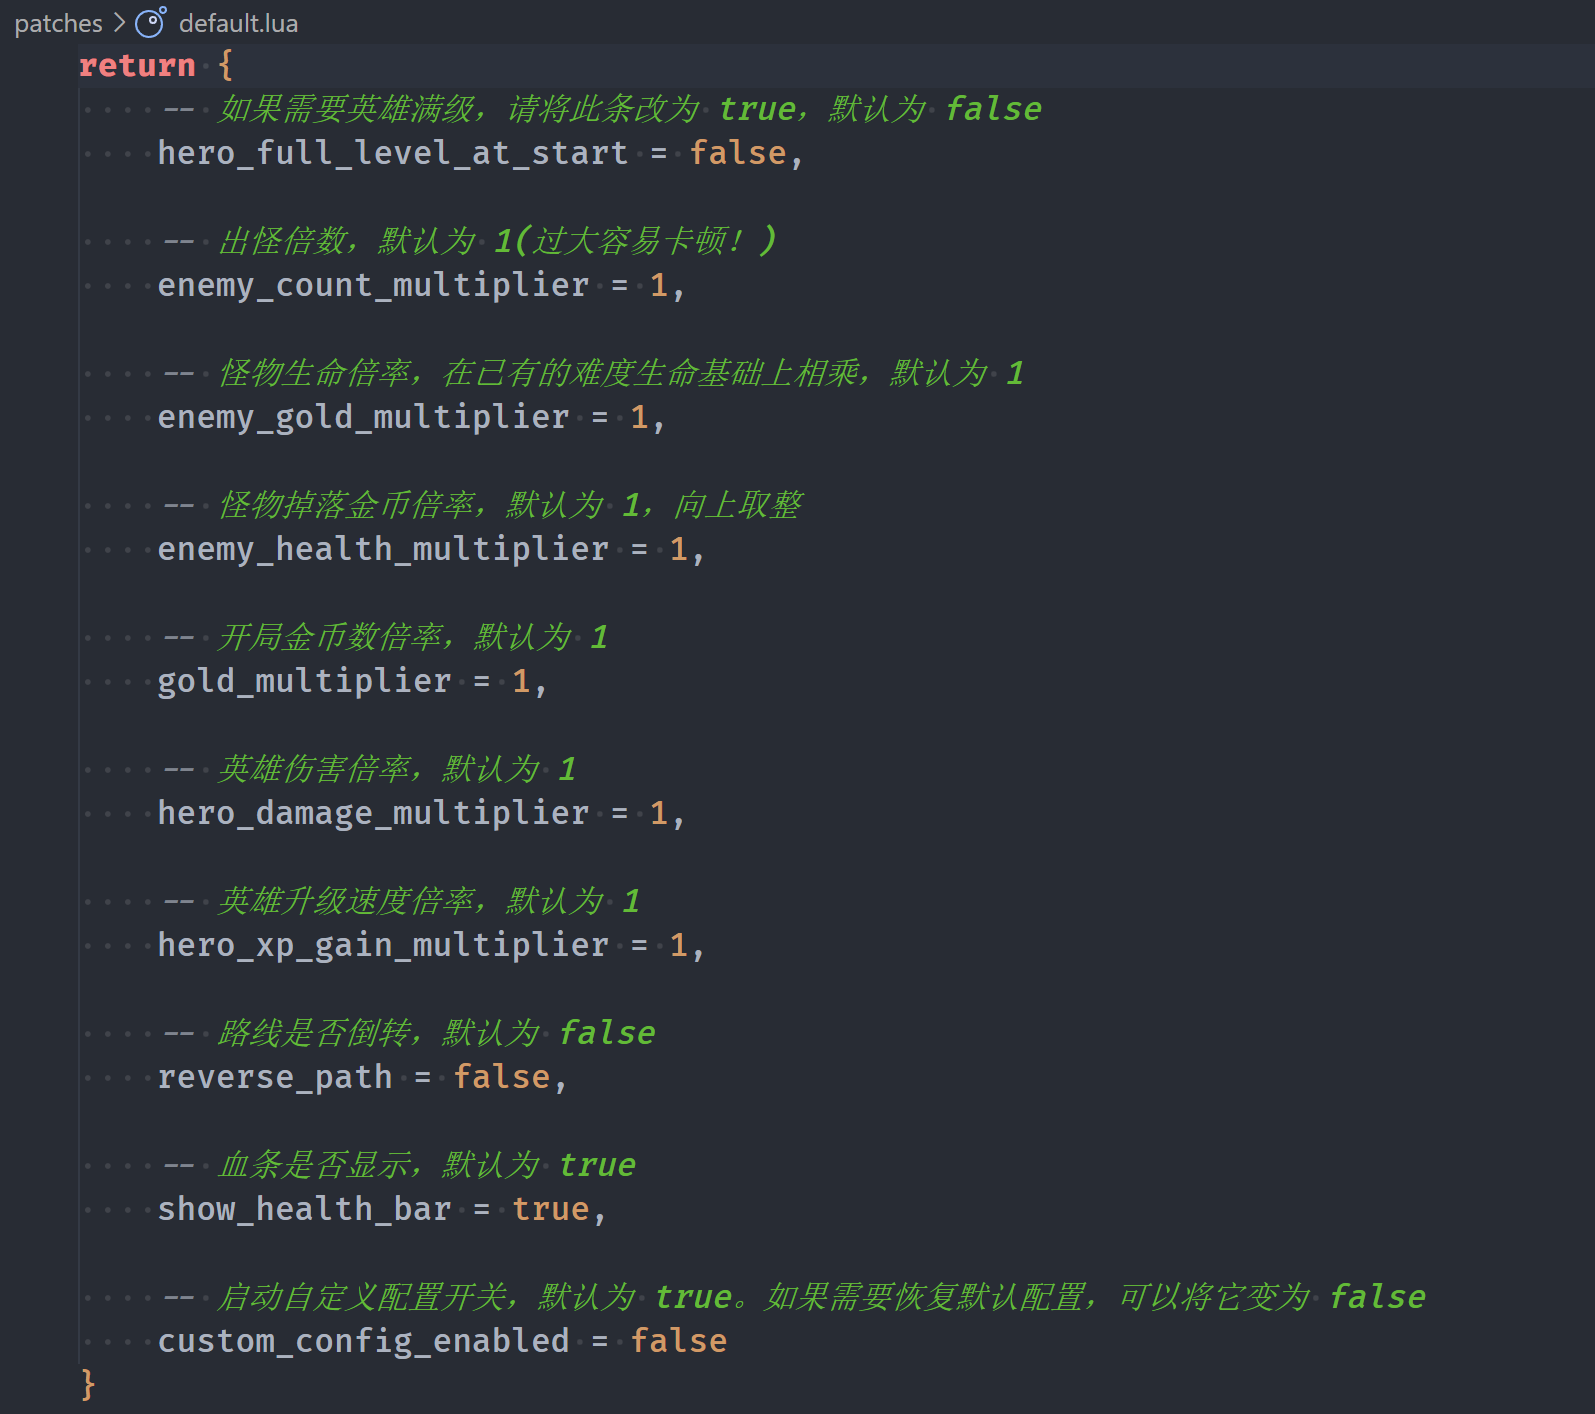 patches > default.lua
return {
    -- 如果需要英雄满级，请将此条改为 true，默认为 false
    hero_full_level_at_start = false,
    -- 出怪倍数，默认为 1(过大容易卡顿！)
    enemy_count_multiplier = 1,
    -- 怪物生命倍率，在已有的难度生命基础上相乘，默认为 1
    enemy_gold_multiplier = 1,
    -- 怪物掉落金币倍率，默认为 1，向上取整
    enemy_health_multiplier = 1,
    -- 开局金币数倍率，默认为 1
    gold_multiplier = 1,
    -- 英雄伤害倍率，默认为 1
    hero_damage_multiplier = 1,
    -- 英雄升级速度倍率，默认为 1
    hero_xp_gain_multiplier = 1,
    -- 路线是否倒转，默认为 false
    reverse_path = false,
    -- 血条是否显示，默认为 true
    show_health_bar = true,
    -- 启动自定义配置开关，默认为 true。如果需要恢复默认配置，可以将它变为 false
    custom_config_enabled = false
}